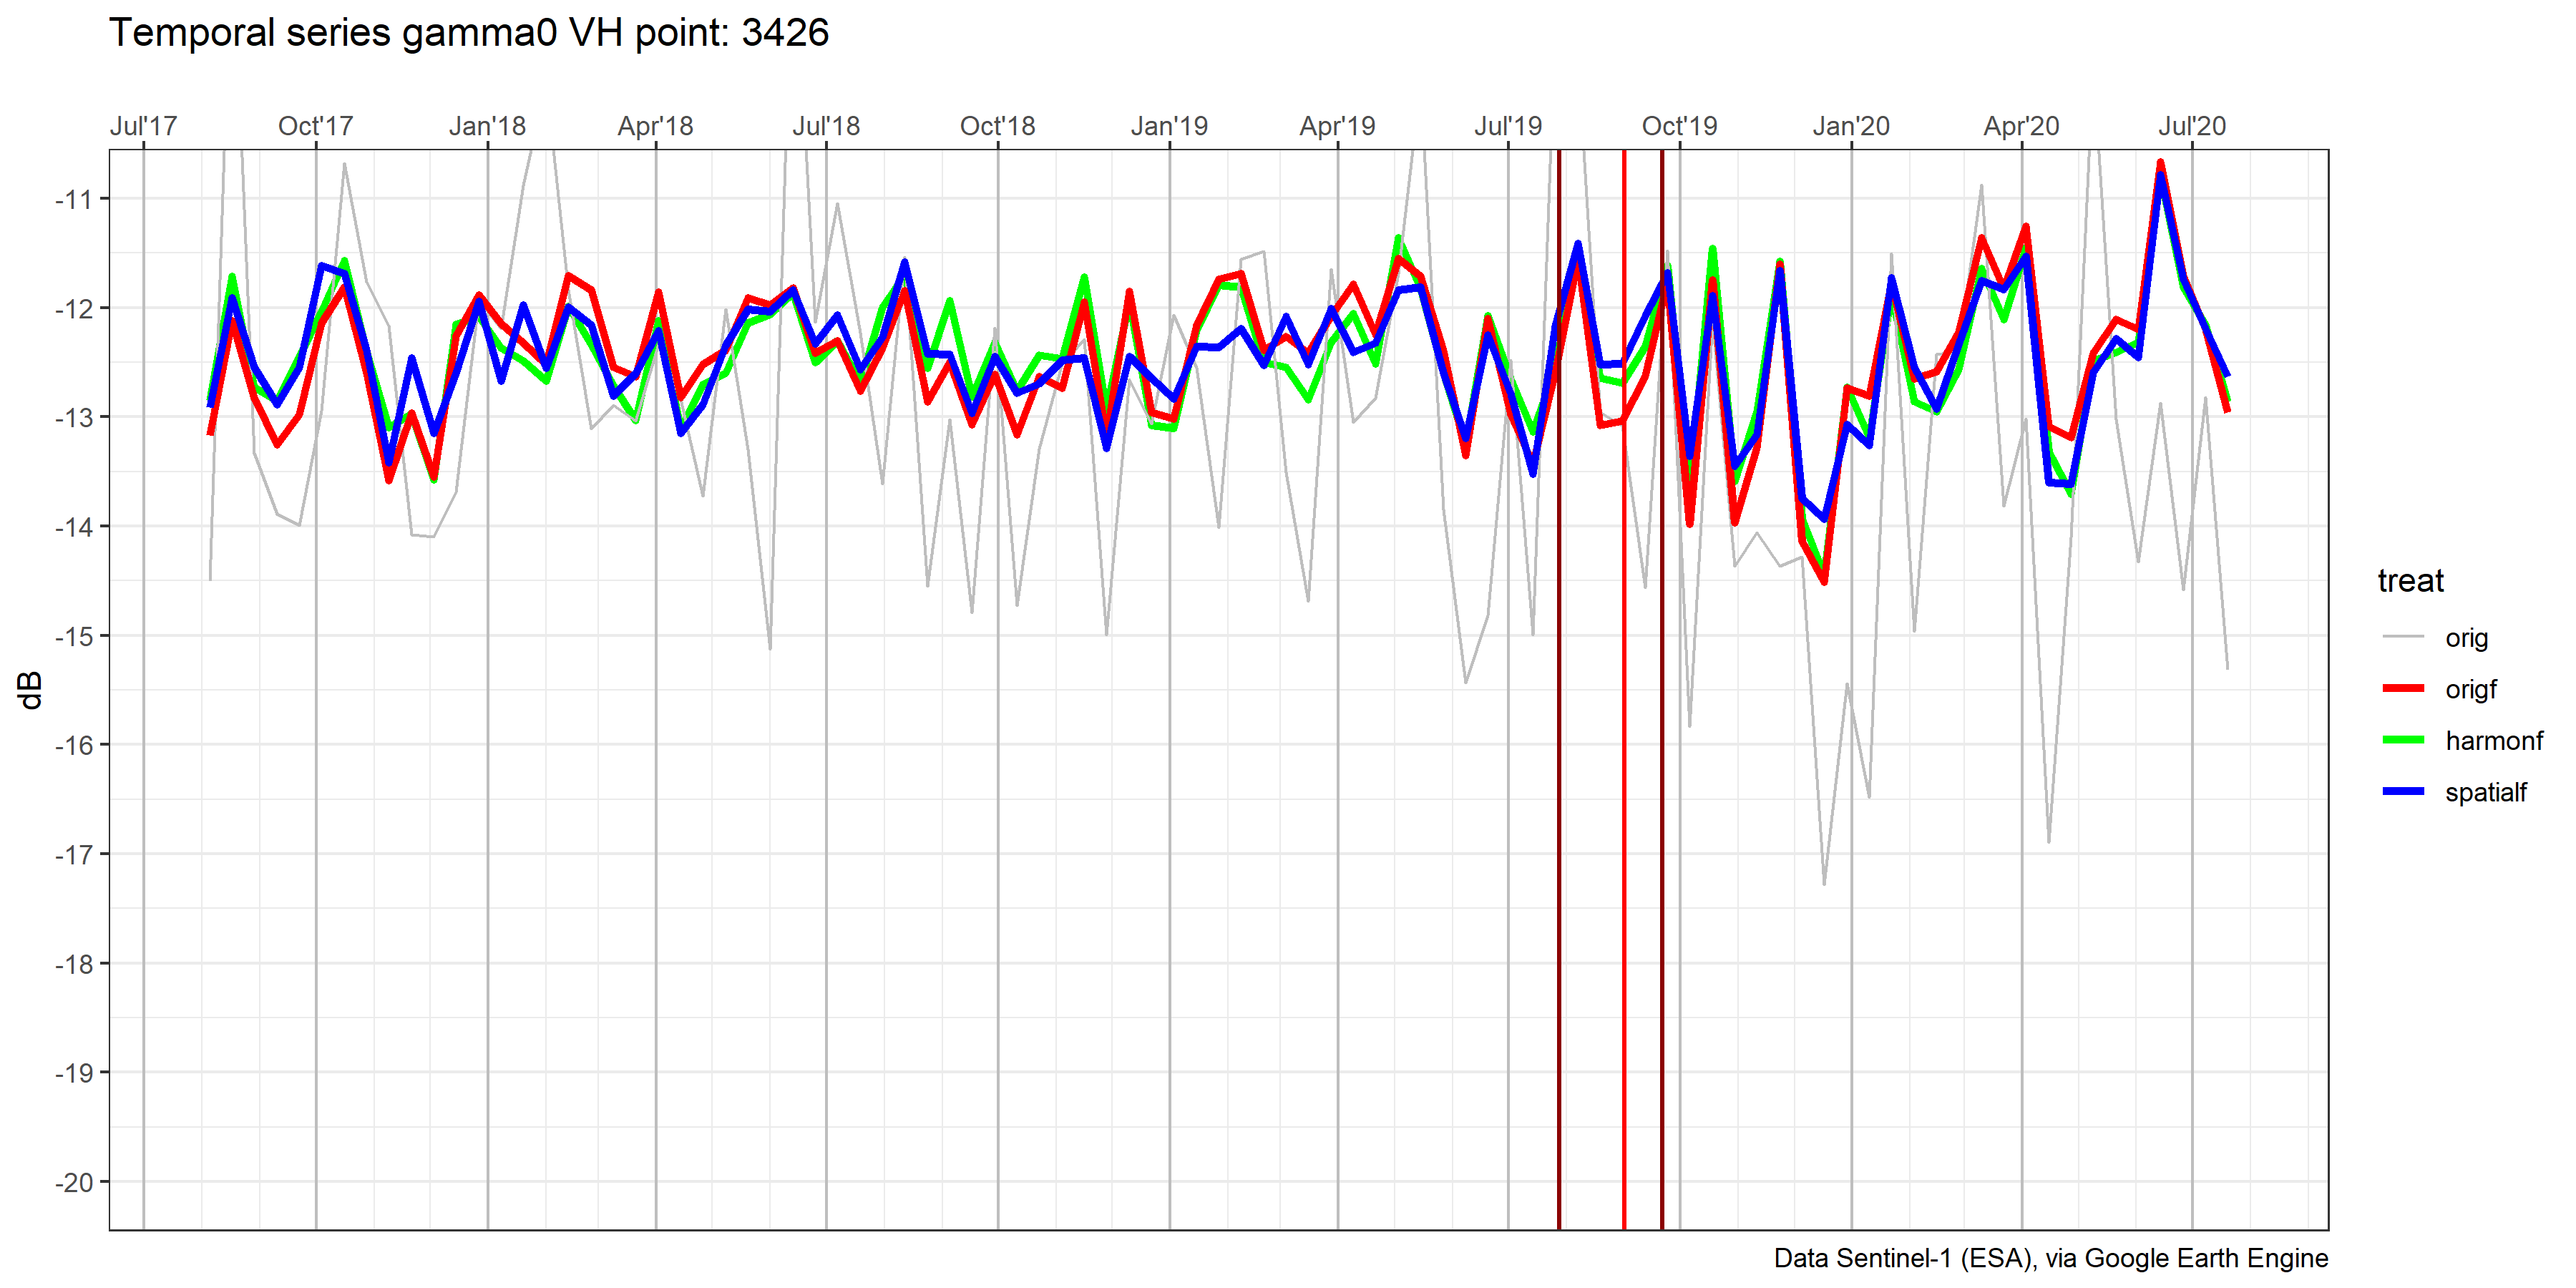 Temporal series gamma0 VH point: 3426
Jul'17 Oct'17 Jan'18 Apr'18 Jul'18 Oct'18 Jan'19 Apr'19 Jul'19 Oct'19 Jan'20 Apr'20 Jul'20
-11
-12
-13
-14
-15
-16
-17
-18
-19
-20
dB
treat
orig
origf
harmonf
spatialf
Data Sentinel-1 (ESA), via Google Earth Engine